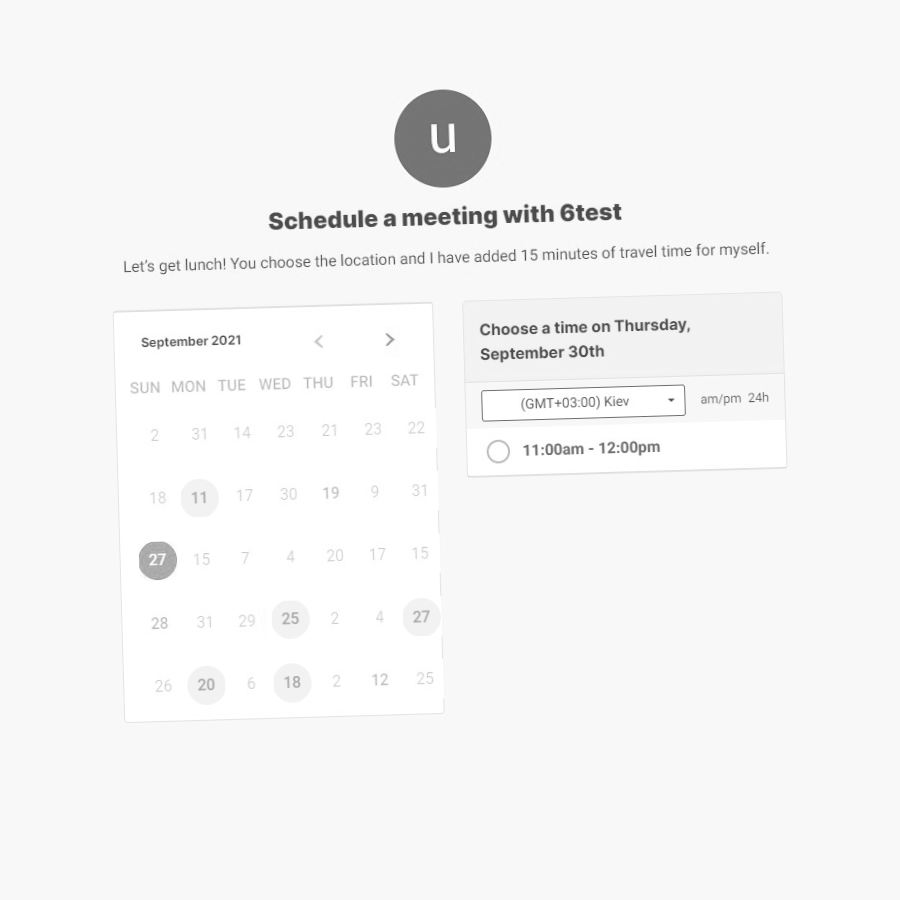 u
Schedule a meeting with 6test
Let's get lunch! You choose the location and I have added 15 minutes of travel time for myself.
September 2021
SUN MON TUE WED THU FRI SAT
2 31 14 23 21 23 22
18 11 17 30 19 9 31
27 15 7 4 20 17 15
28 31 29 25 2 4 27
26 20 6 18 2 12 25
Choose a time on Thursday,
September 30th
(GMT+03:00) Kiev am/pm 24h
11:00am - 12:00pm